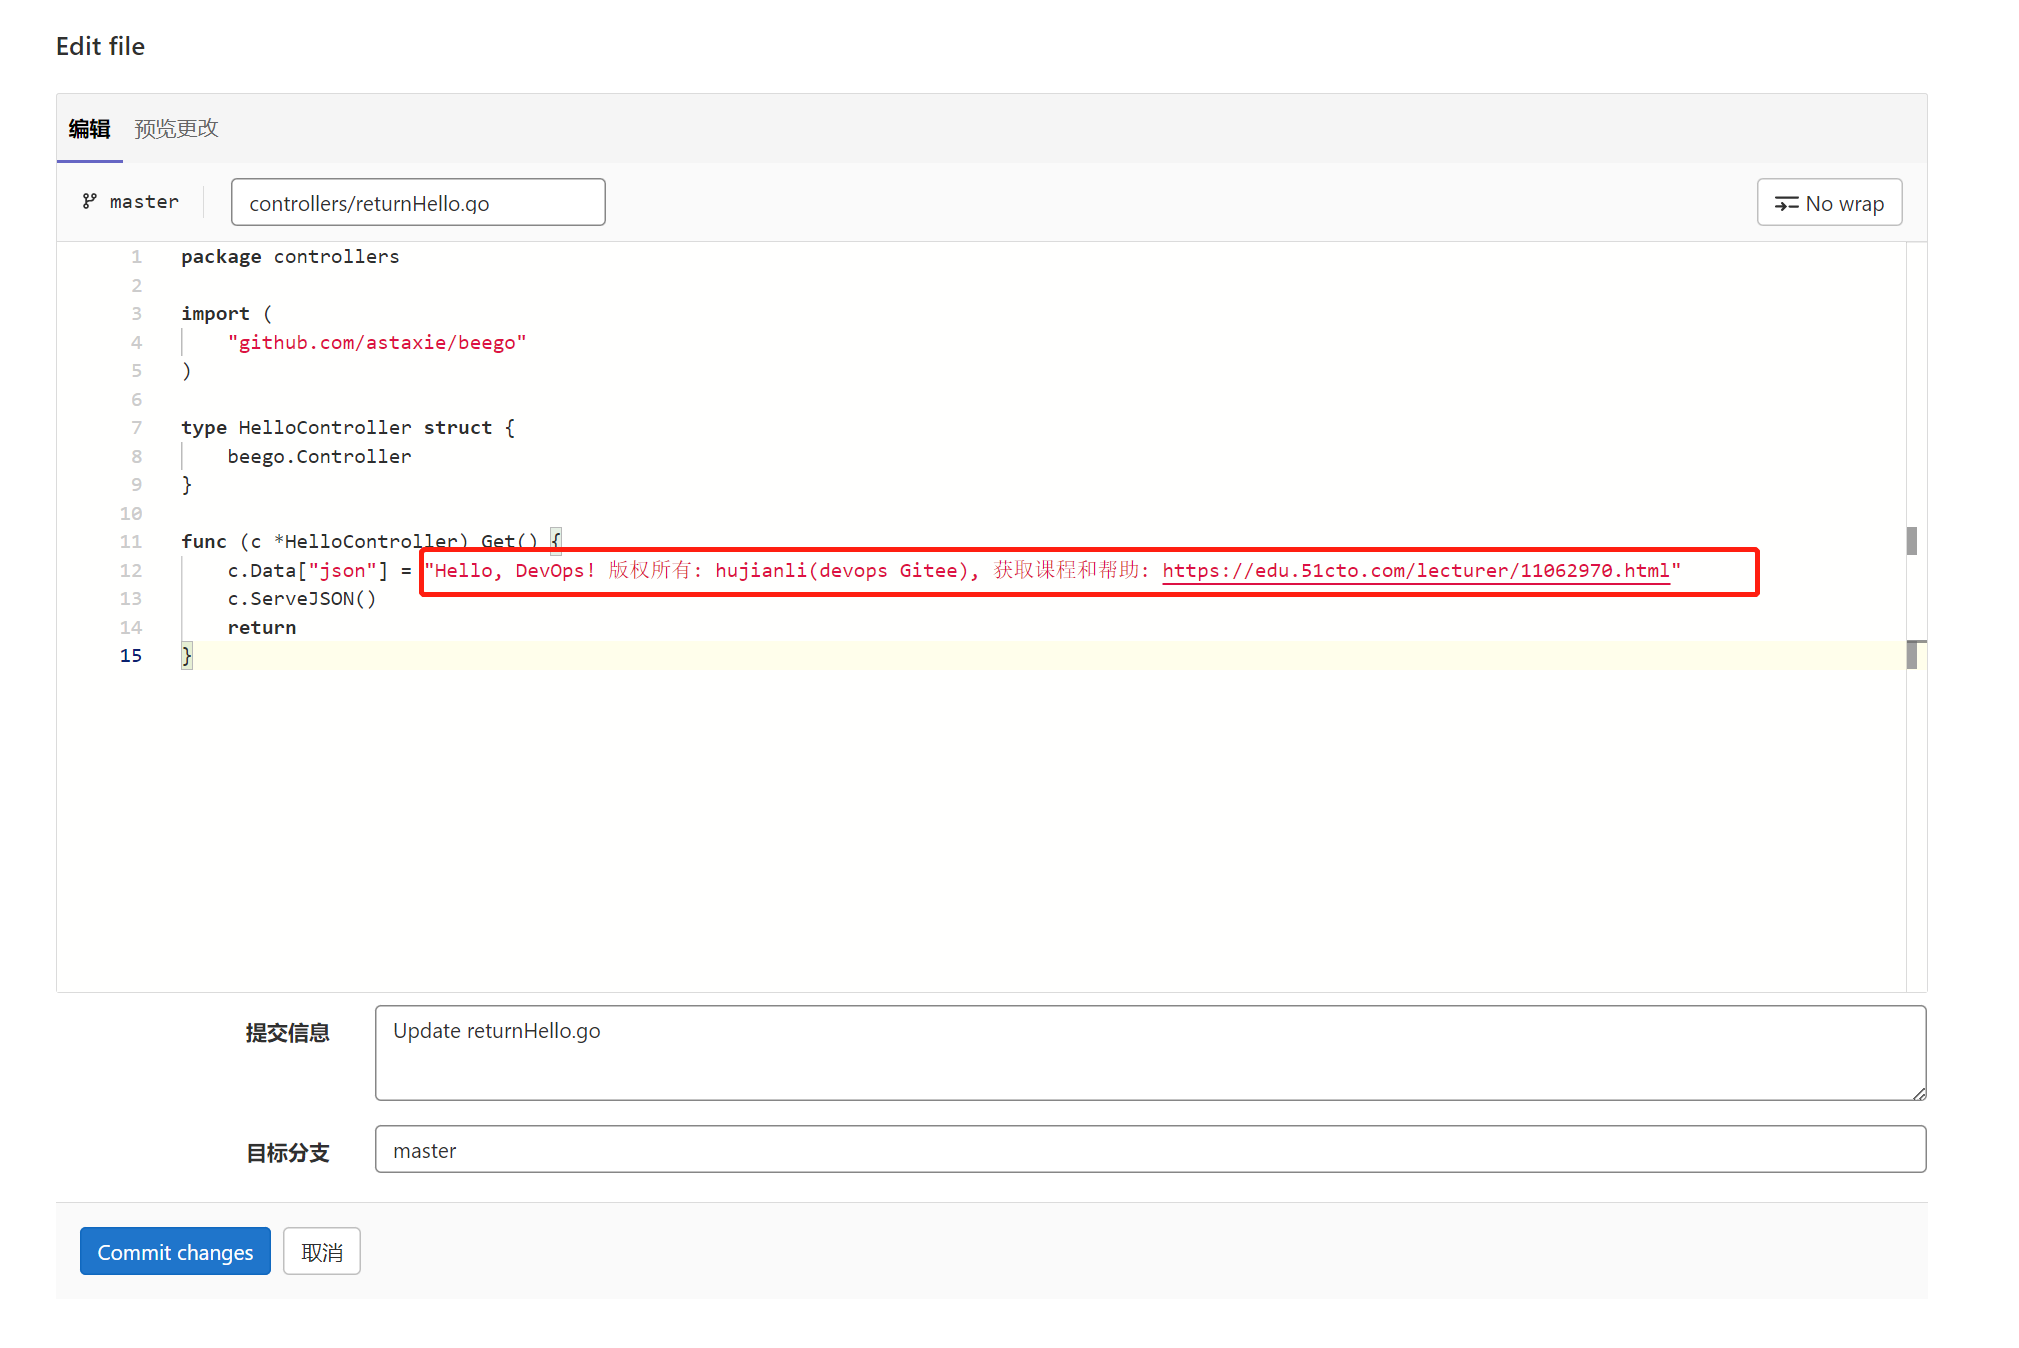 Edit file
编辑 预览更改
master controllers/returnHello.go No wrap
1 package controllers
2
3 import (
4 "github.com/astaxie/beego"
5 )
6
7 type HelloController struct {
8 beego.Controller
9 }
10
11 func (c *HelloController) Get() {
12 c.Data["json"] = "Hello, DevOps! 版权所有: hujianli(devops Gitee), 获取课程和帮助: https://edu.51cto.com/lecturer/11062970.html"
13 c.ServeJSON()
14 return
15 }
提交信息 Update returnHello.go
目标分支 master
Commit changes 取消